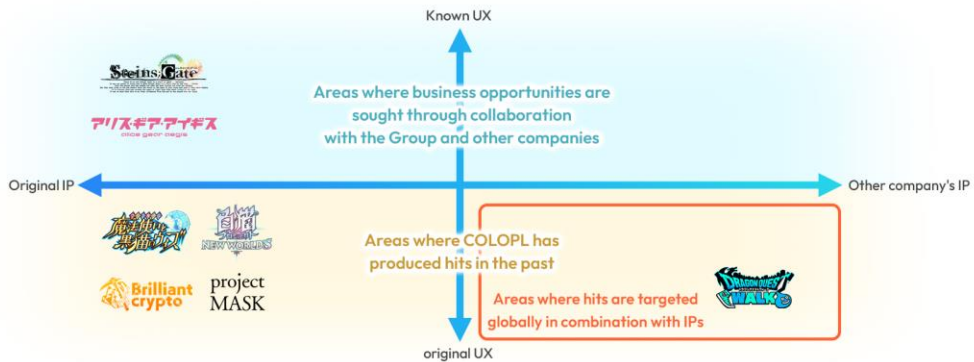 Known UX
Steins;Gate
Areas where business opportunities are
sought through collaboration
with the Group and other companies
アリス・ギア・アイギス
alice gear aegis
Original IP
Other company's IP
魔法使いと
黒猫のウィズ
白猫
NEW WORLD'S
Areas where COLOPL has
produced hits in the past
Brilliant
crypto
project
MASK
Areas where hits are targeted
globally in combination with IPs
DRAGON QUEST
WALK
original UX